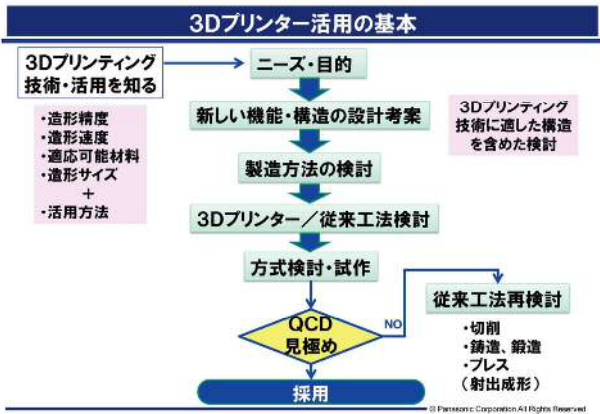 3Dプリンター活用の基本
3Dプリンティング
技術・活用を知る
・造形精度
・造形速度
・適応可能材料
・造形サイズ
+
・活用方法
ニーズ・目的
新しい機能・構造の設計考案
3Dプリンティング
技術に適した構造
を含めた検討
製造方法の検討
3Dプリンター／従来工法検討
方式検討・試作
QCD
見極め
NO
従来工法再検討
・切削
・鋳造、鍛造
・プレス
（射出成形）
採用
© Panasonic Corporation All Rights Reserved